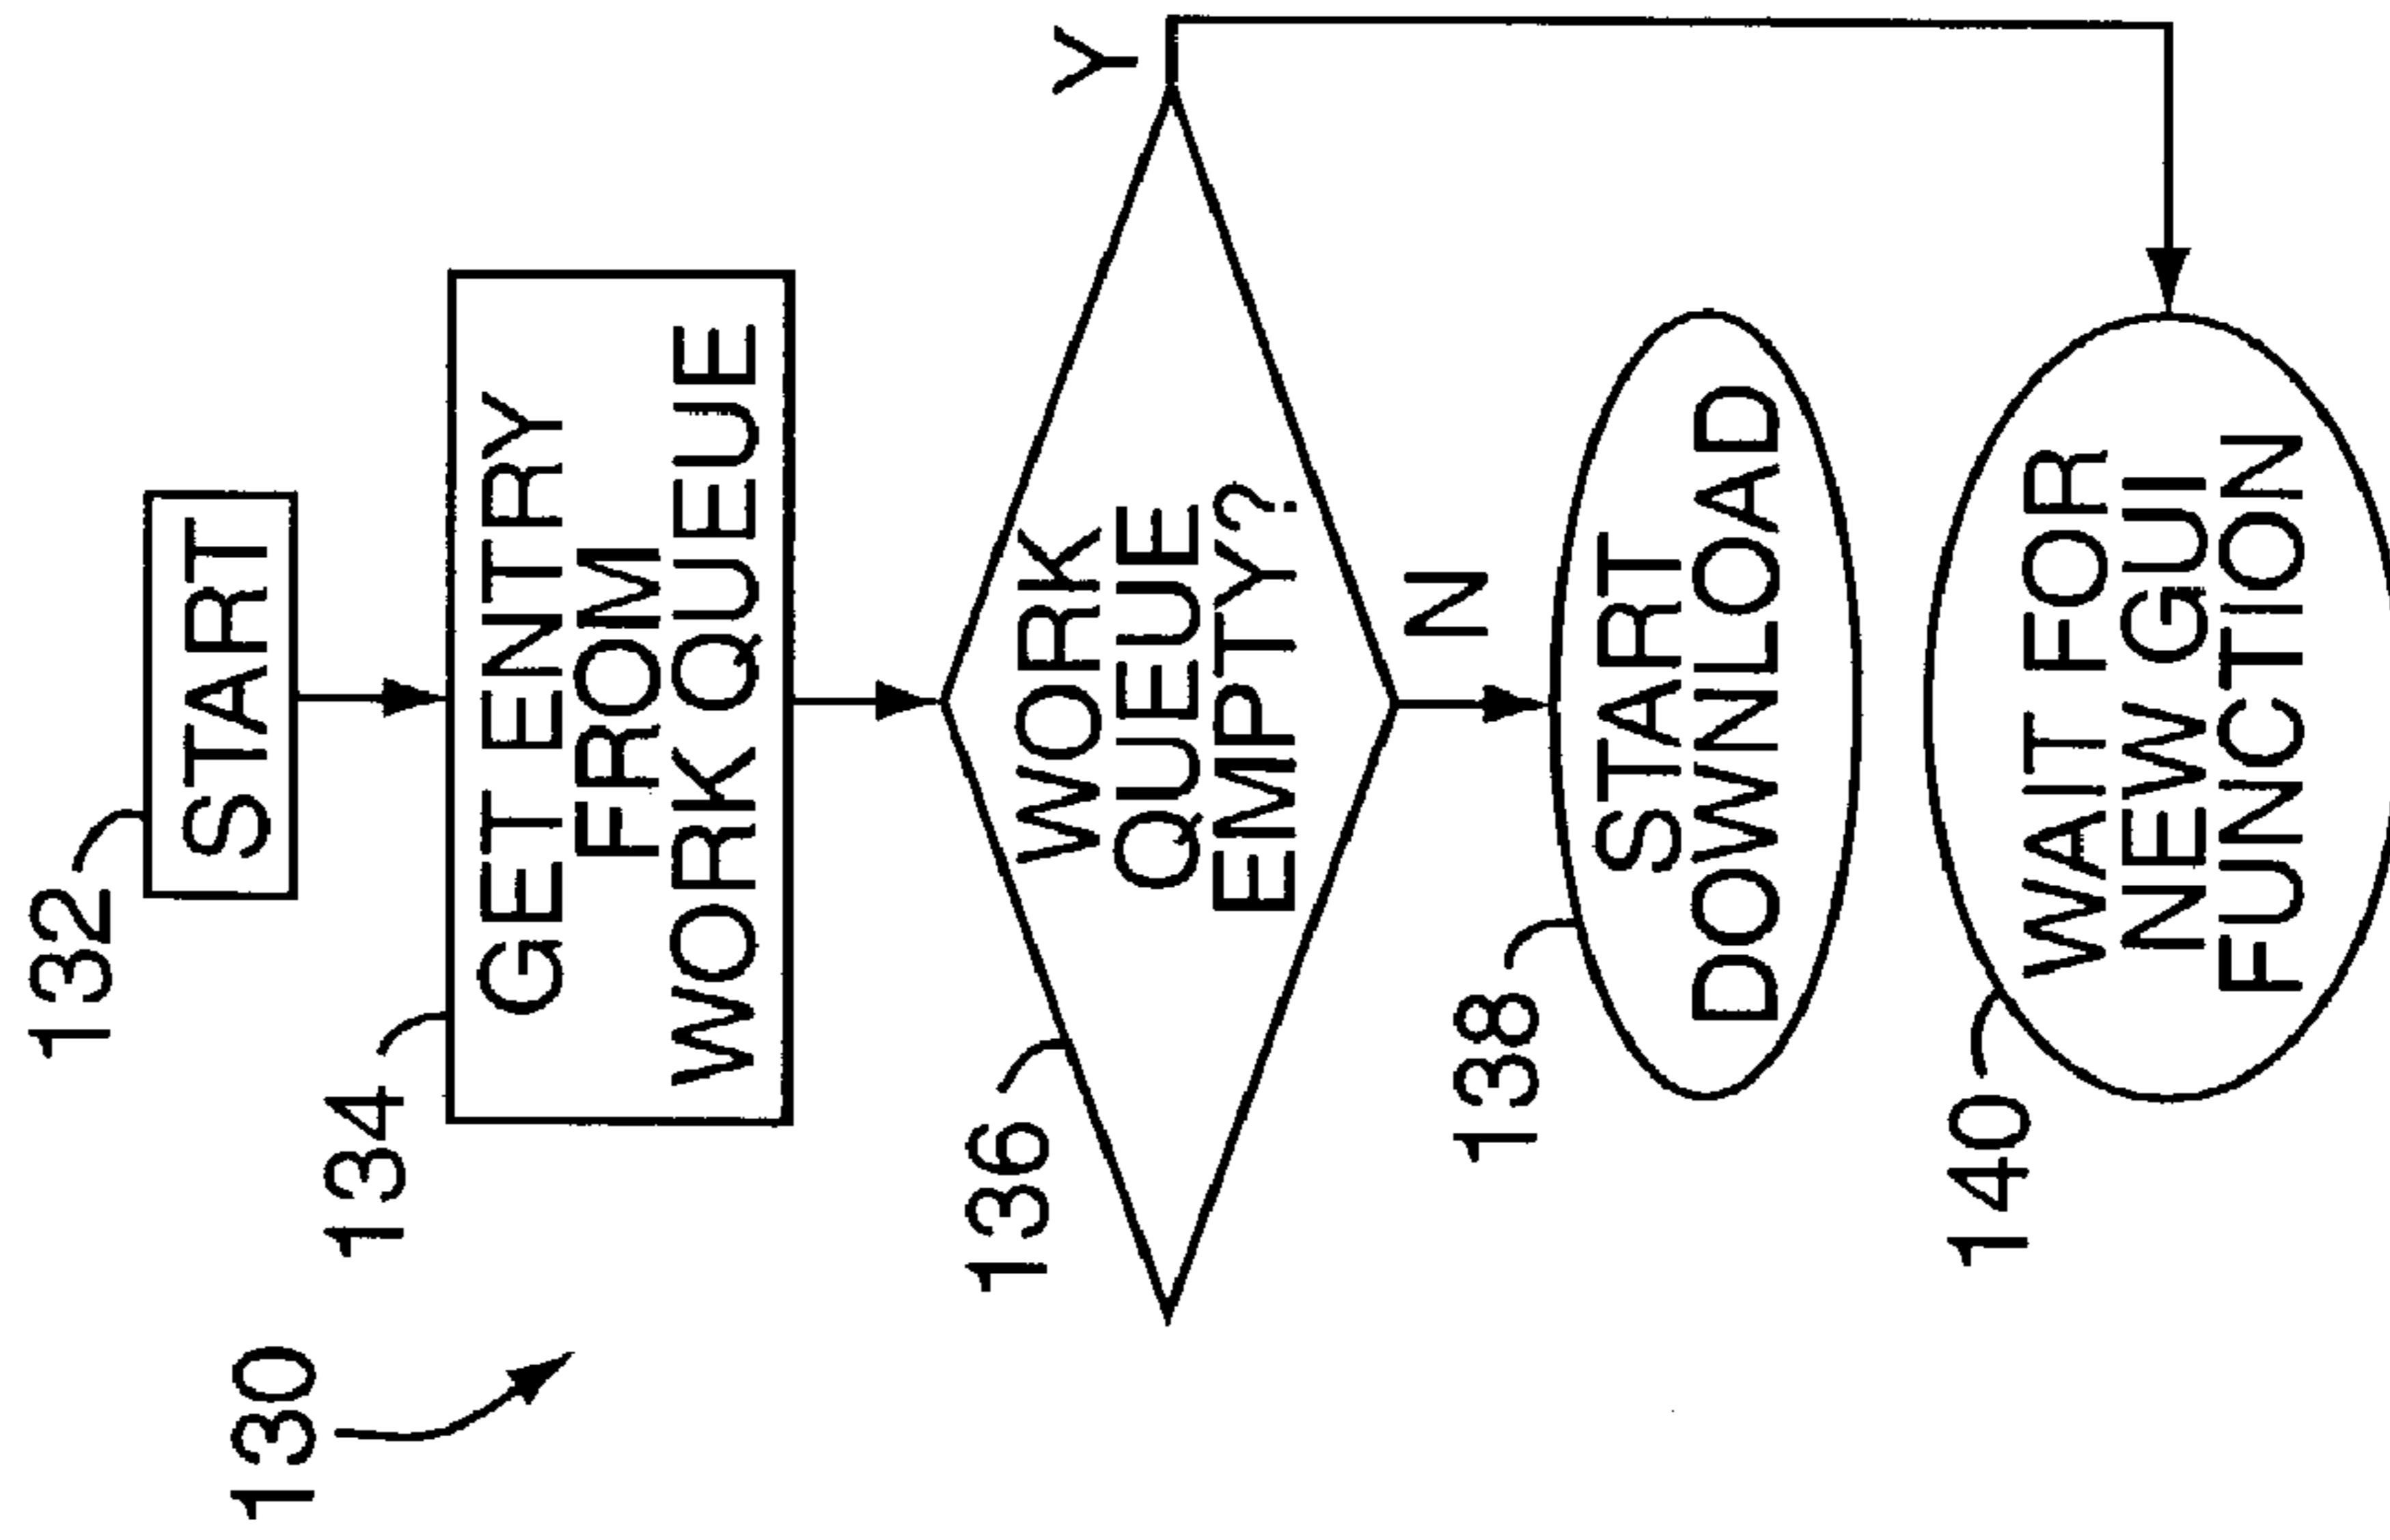 130
132
START
134
GET ENTRY
FROM
WORK QUEUE
136
WORK
QUEUE
EMPTY?
Y
N
138
START
DOWNLOAD
140
WAIT FOR
NEW GUI
FUNCTION